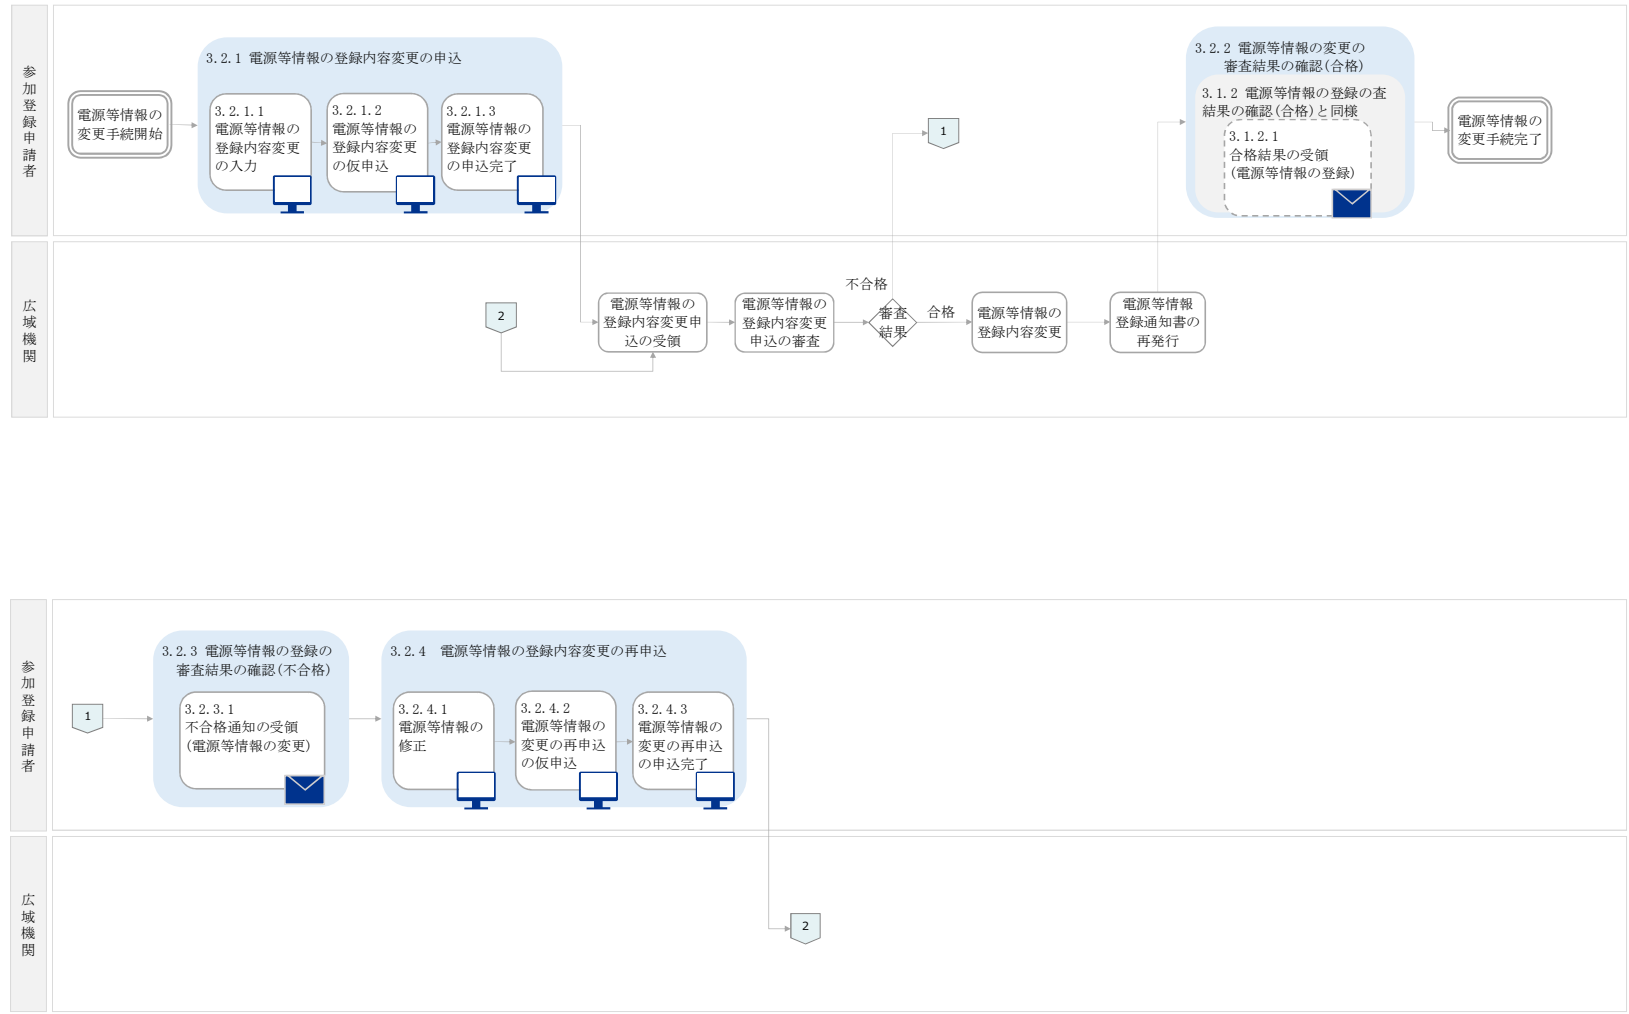 参加登録申請者
電源等情報の
変更手続開始
3.2.1 電源等情報の登録内容変更の申込
3.2.1.1
電源等情報の
登録内容変更
の入力
3.2.1.2
電源等情報の
登録内容変更
の仮申込
3.2.1.3
電源等情報の
登録内容変更
の申込完了
1
3.2.2 電源等情報の変更の
審査結果の確認(合格)
3.1.2 電源等情報の登録の査
結果の確認(合格)と同様
3.1.2.1
合格結果の受領
(電源等情報の登録)
電源等情報の
変更手続完了
広域機関
2
電源等情報の
登録内容変更申
込の受領
電源等情報の
登録内容変更
申込の審査
不合格
審査
結果
合格
電源等情報の
登録内容変更
電源等情報
登録通知書の
再発行
参加登録申請者
1
3.2.3 電源等情報の登録の
審査結果の確認(不合格)
3.2.3.1
不合格通知の受領
(電源等情報の変更)
3.2.4 電源等情報の登録内容変更の再申込
3.2.4.1
電源等情報の
修正
3.2.4.2
電源等情報の
変更の再申込
の仮申込
3.2.4.3
電源等情報の
変更の再申込
の申込完了
広域機関
2